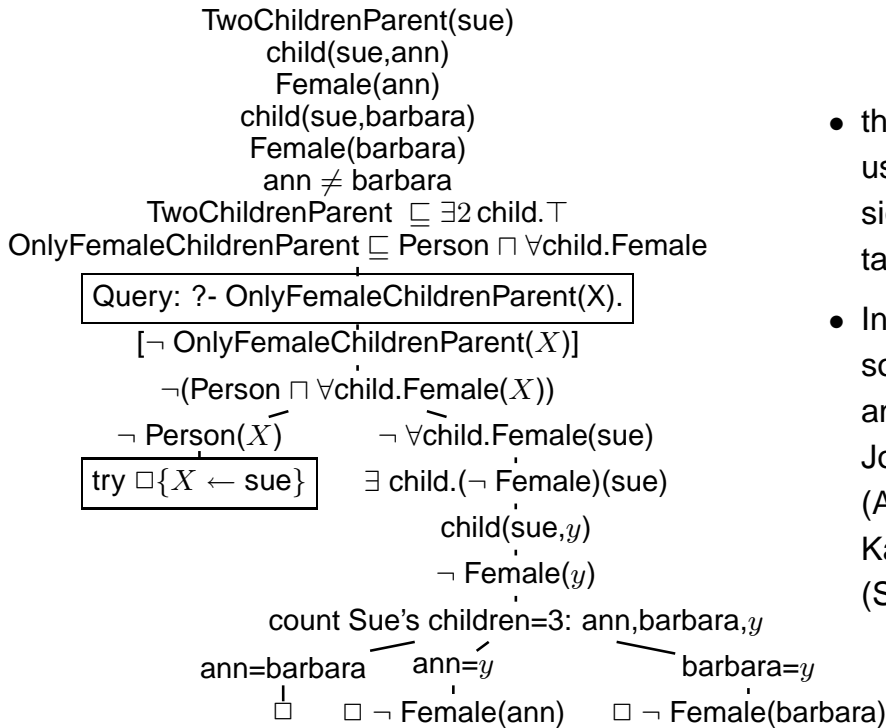 TwoChildrenParent(sue)
child(sue,ann)
Female(ann)
child(sue,barbara)
Female(barbara)
ann ≠ barbara
TwoChildrenParent ⊑ ∃2 child.⊤
OnlyFemaleChildrenParent ⊑ Person ⊓ ∀child.Female
Query: ?- OnlyFemaleChildrenParent(X).
[¬ OnlyFemaleChildrenParent(X)]
¬(Person ⊓ ∀child.Female(X))
¬ Person(X) ¬ ∀child.Female(sue)
try □{X ← sue} ∃ child.(¬ Female)(sue)
child(sue,y)
¬ Female(y)
count Sue's children=3: ann,barbara,y
ann=barbara ann=y barbara=y
□ □ ¬ Female(ann) □ ¬ Female(barbara)
• th
us
si
ta
• In
so
an
Jo
(A
Ka
(S